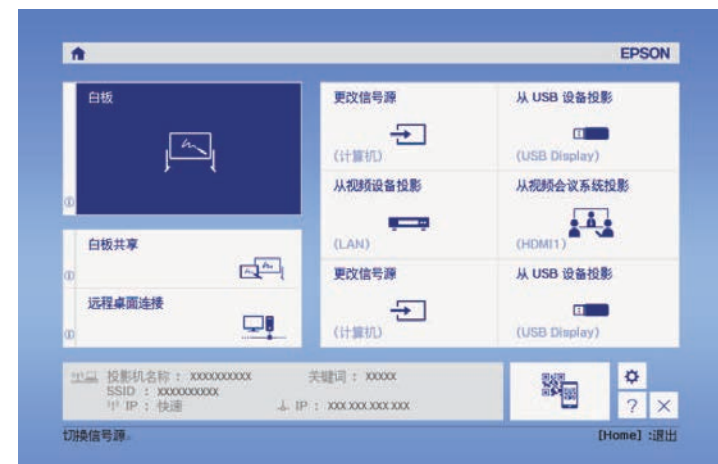 EPSON
白板
更改信号源
(计算机)
从 USB 设备投影
(USB Display)
从视频设备投影
(LAN)
从视频会议系统投影
(HDMI1)
白板共享
远程桌面连接
更改信号源
(计算机)
从 USB 设备投影
(USB Display)
投影机名称 : xxxxxxxxxx 关键词 : xxxxx
SSID : xxxxxxxxxx
IP : 快速 IP : xxx.xxx.xxx.xxx
?
切换信号源。 [Home] :退出